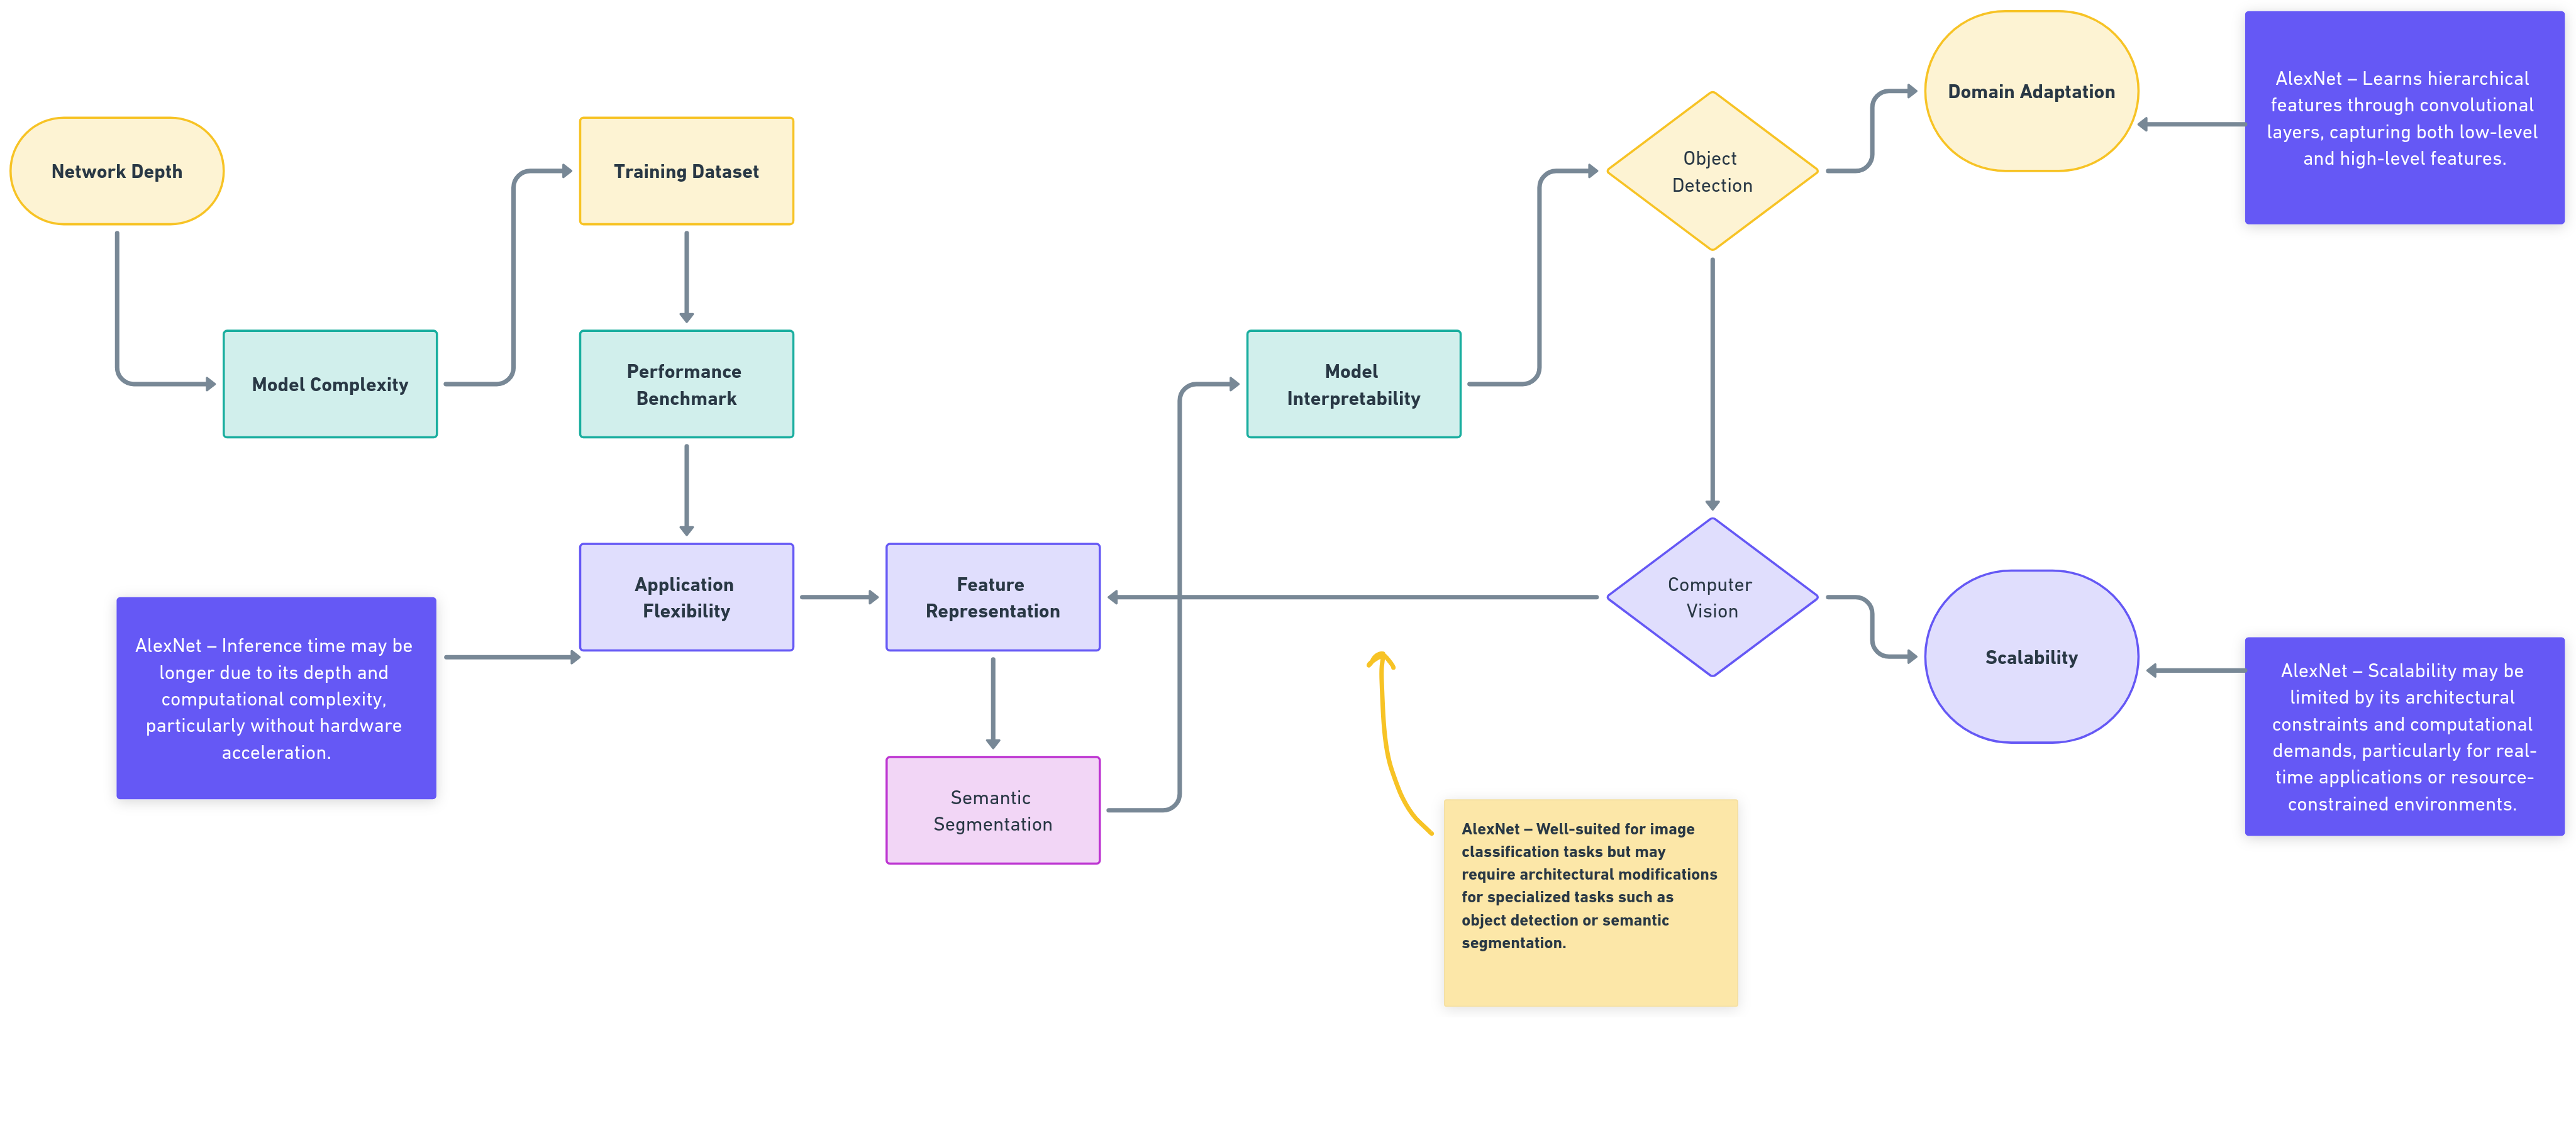 Network Depth
Model Complexity
Training Dataset
Performance
Benchmark
Application
Flexibility
AlexNet – Inference time may be
longer due to its depth and
computational complexity,
particularly without hardware
acceleration.
Feature
Representation
Semantic
Segmentation
Model
Interpretability
Object
Detection
Computer
Vision
Domain Adaptation
AlexNet – Learns hierarchical
features through convolutional
layers, capturing both low-level
and high-level features.
Scalability
AlexNet – Scalability may be
limited by its architectural
constraints and computational
demands, particularly for real-
time applications or resource-
constrained environments.
AlexNet – Well-suited for image
classification tasks but may
require architectural modifications
for specialized tasks such as
object detection or semantic
segmentation.